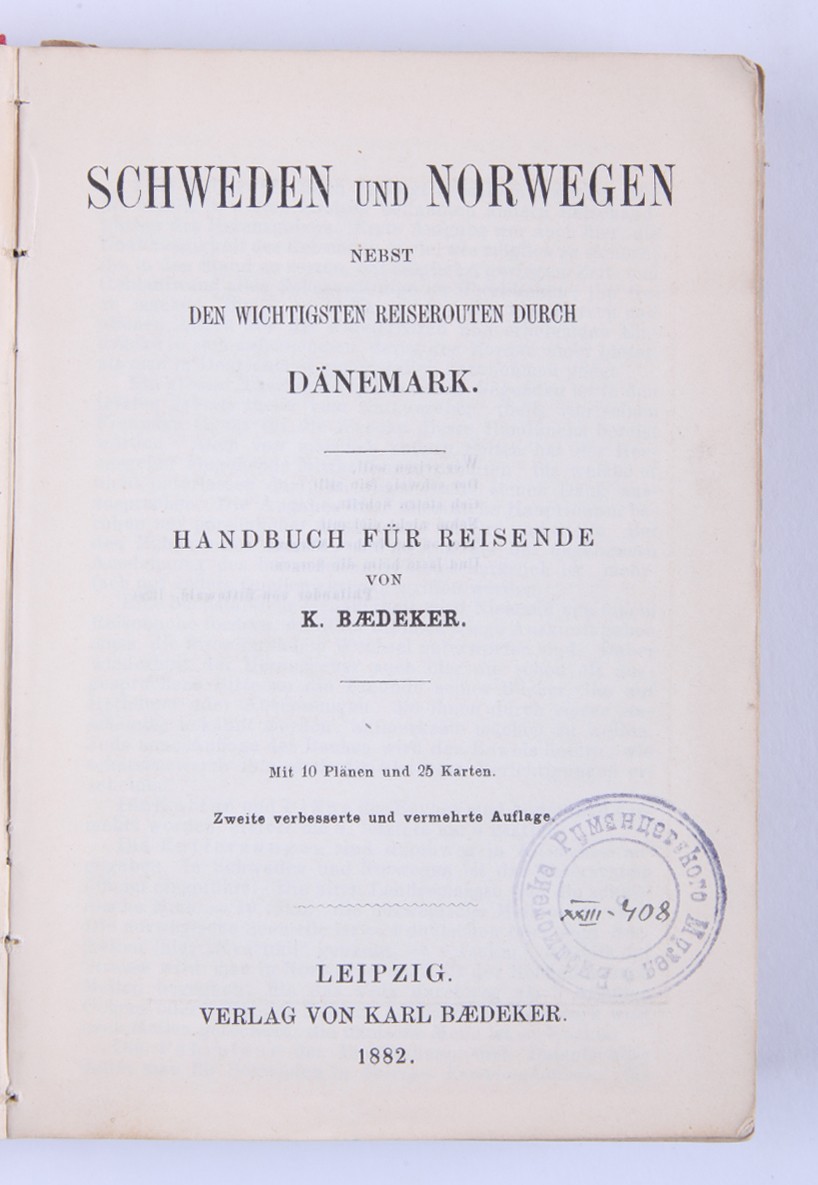 SCHWEDEN UND NORWEGEN
NEBST
DEN WICHTIGSTEN REISEROUTEN DURCH
DÄNEMARK.
HANDBUCH FÜR REISENDE
VON
K. BÆDEKER.
Mit 10 Plänen und 25 Karten.
Zweite verbesserte und vermehrte Auflage.
Библіотека Румянцевского Музея
XXIII-408
LEIPZIG.
VERLAG VON KARL BÆDEKER.
1882.